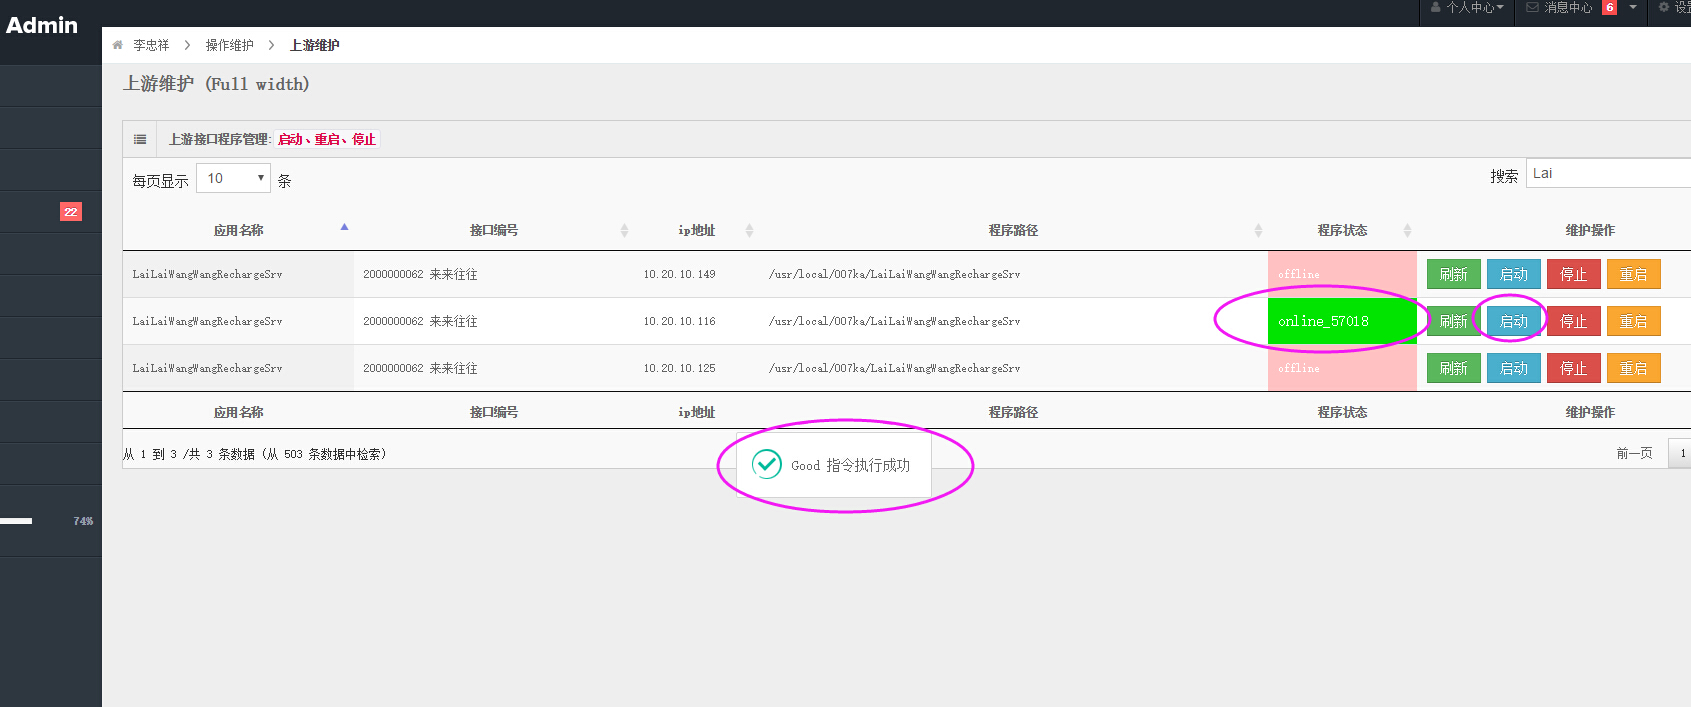 Admin
个人中心 消息中心 6
李忠祥 > 操作维护 > 上游维护
上游维护 (Full width)
上游接口程序管理: 启动、重启、停止
每页显示 10 条
搜索 Lai
应用名称 接口编号 ip地址 程序路径 程序状态 维护操作
LaiLaiWangWangRechargeSrv 2000000062 来来往往 10.20.10.149 /usr/local/007ka/LaiLaiWangWangRechargeSrv offline 刷新 启动 停止 重启
22
LaiLaiWangWangRechargeSrv 2000000062 来来往往 10.20.10.116 /usr/local/007ka/LaiLaiWangWangRechargeSrv online_57018 刷新 启动 停止 重启
LaiLaiWangWangRechargeSrv 2000000062 来来往往 10.20.10.125 /usr/local/007ka/LaiLaiWangWangRechargeSrv offline 刷新 启动 停止 重启
应用名称 接口编号 ip地址 程序路径 程序状态 维护操作
从 1 到 3 /共 3 条数据 (从 503 条数据中检索)
前一页 1
Good 指令执行成功
74%